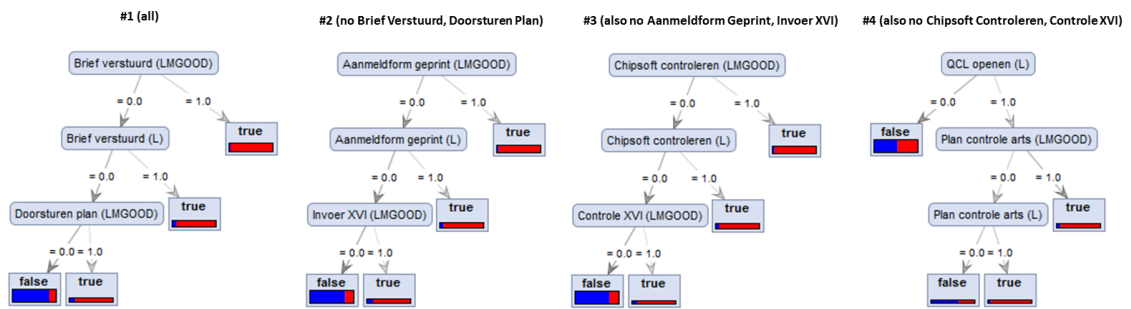 #1 (all)
Brief verstuurd (LMGOOD)
= 0.0
= 1.0
Brief verstuurd (L)
true
= 0.0
= 1.0
Doorsturen plan (LMGOOD)
true
= 0.0
= 1.0
false
true
#2 (no Brief Verstuurd, Doorsturen Plan)
Aanmeldform geprint (LMGOOD)
= 0.0
= 1.0
Aanmeldform geprint (L)
true
= 0.0
= 1.0
Invoer XVI (LMGOOD)
true
= 0.0
= 1.0
false
true
#3 (also no Aanmeldform Geprint, Invoer XVI)
Chipsoft controleren (LMGOOD)
= 0.0
= 1.0
Chipsoft controleren (L)
true
= 0.0
= 1.0
Controle XVI (LMGOOD)
true
= 0.0
= 1.0
false
true
#4 (also no Chipsoft Controleren, Controle XVI)
QCL openen (L)
= 0.0
= 1.0
false
Plan controle arts (LMGOOD)
= 0.0
= 1.0
Plan controle arts (L)
true
= 0.0
= 1.0
false
true